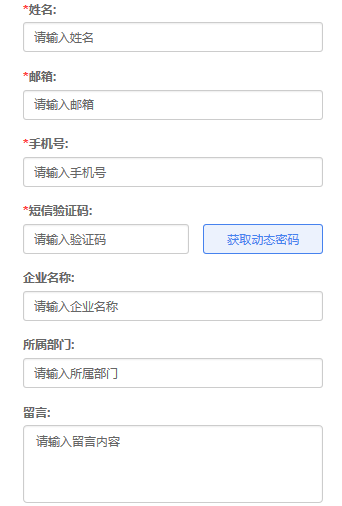 *姓名:
请输入姓名
*邮箱:
请输入邮箱
*手机号:
请输入手机号
*短信验证码:
请输入验证码 获取动态密码
企业名称:
请输入企业名称
所属部门:
请输入所属部门
留言:
请输入留言内容